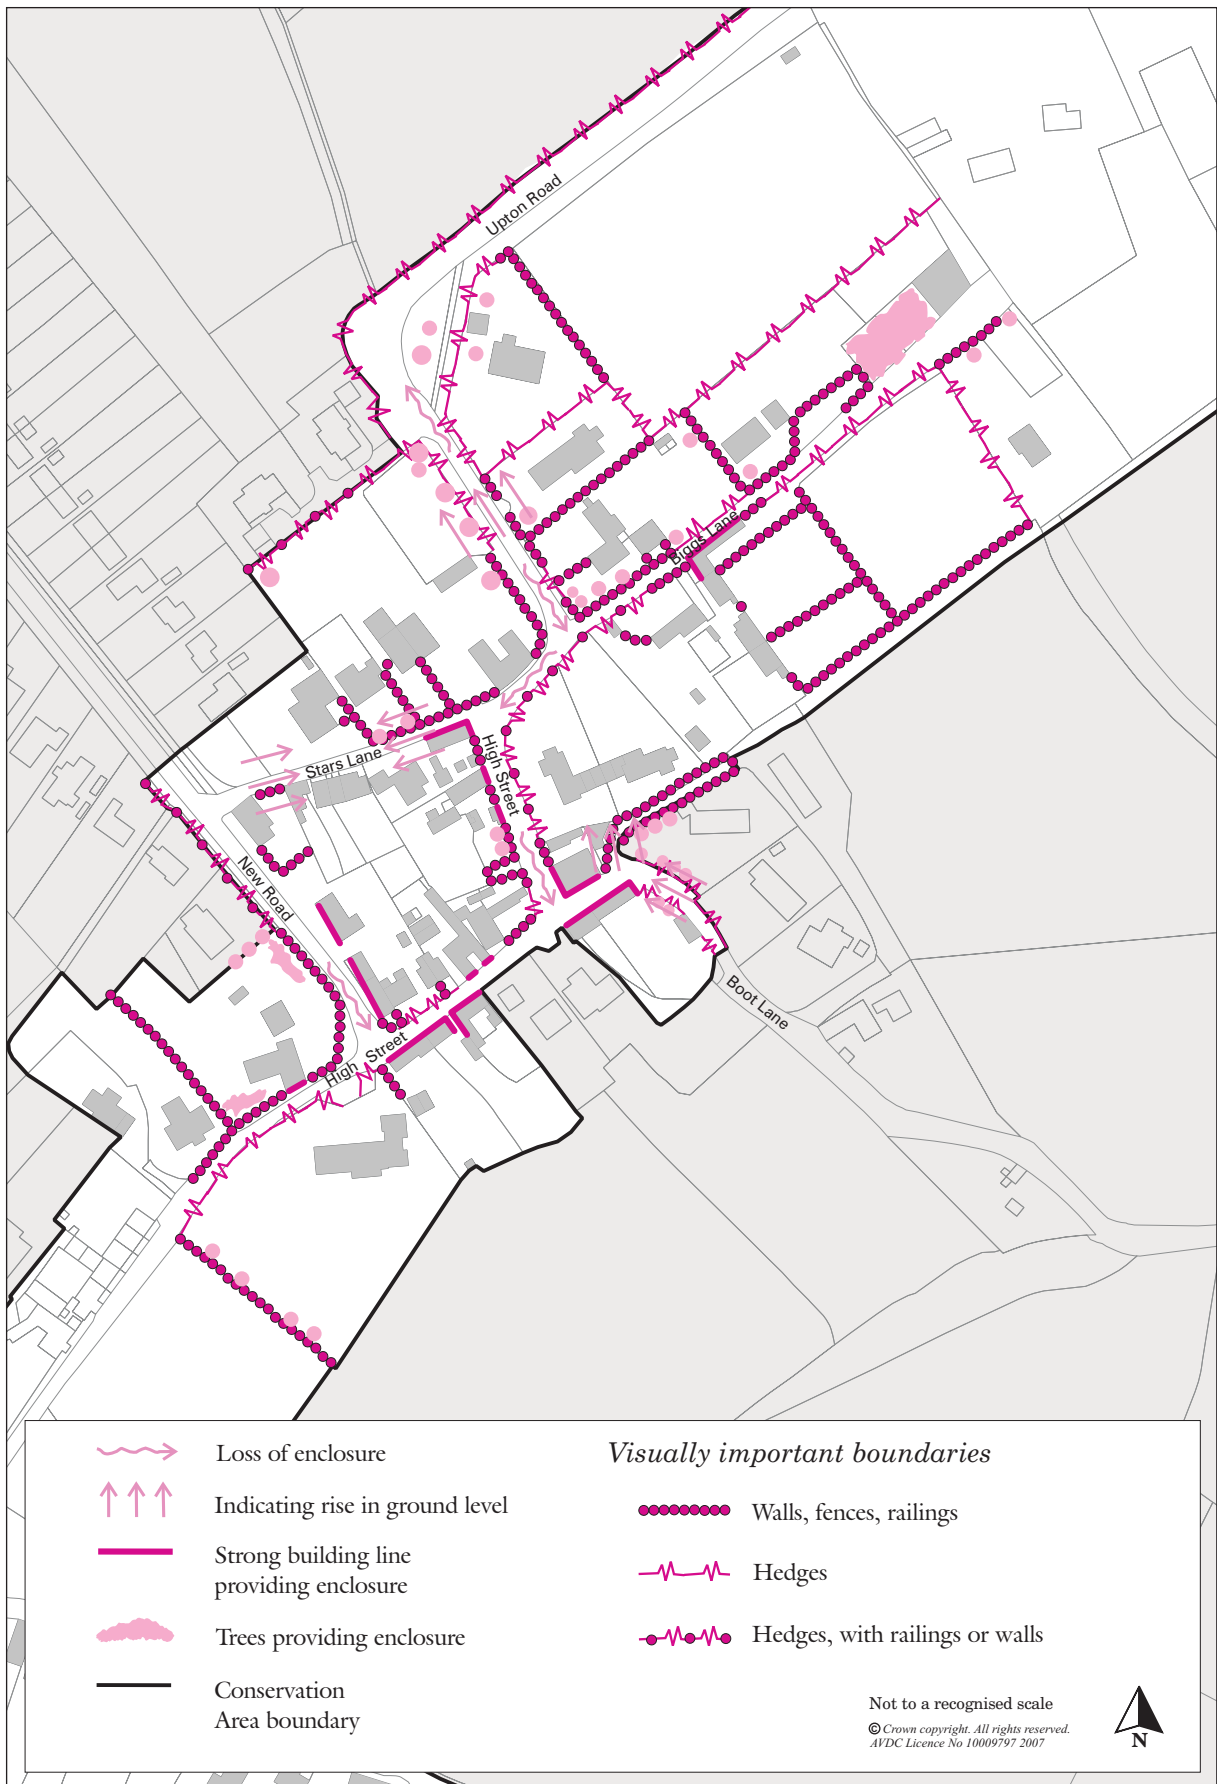 Upton Road
Biggs Lane
High Street
Stars Lane
New Road
Boot Lane
High Street
Loss of enclosure
Indicating rise in ground level
Strong building line
providing enclosure
Trees providing enclosure
Conservation
Area boundary
Visually important boundaries
Walls, fences, railings
Hedges
Hedges, with railings or walls
Not to a recognised scale
© Crown copyright. All rights reserved.
AVDC Licence No 10009797 2007
N